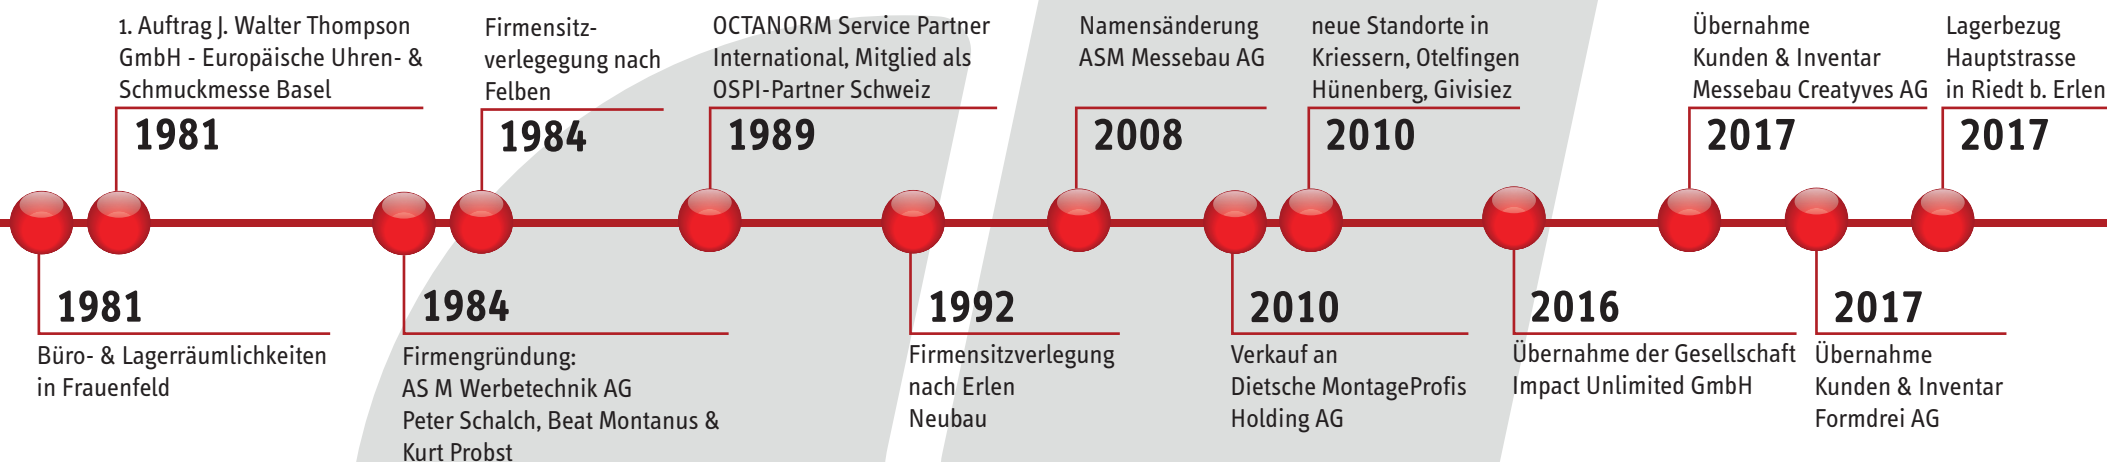 1. Auftrag J. Walter Thompson
GmbH - Europäische Uhren- &
Schmuckmesse Basel
1981
Firmensitz-
verlegegung nach
Felben
1984
OCTANORM Service Partner
International, Mitglied als
OSPI-Partner Schweiz
1989
Namensänderung
ASM Messebau AG
2008
neue Standorte in
Kriessern, Otelfingen
Hünenberg, Givisiez
2010
Übernahme
Kunden & Inventar
Messebau Creatyves AG
2017
Lagerbezug
Hauptstrasse
in Riedt b. Erlen
2017
1981
Büro- & Lagerräumlichkeiten
in Frauenfeld
1984
Firmengründung:
AS M Werbetechnik AG
Peter Schalch, Beat Montanus &
Kurt Probst
1992
Firmensitzverlegung
nach Erlen
Neubau
2010
Verkauf an
Dietsche MontageProfis
Holding AG
2016
Übernahme der Gesellschaft
Impact Unlimited GmbH
2017
Übernahme
Kunden & Inventar
Formdrei AG